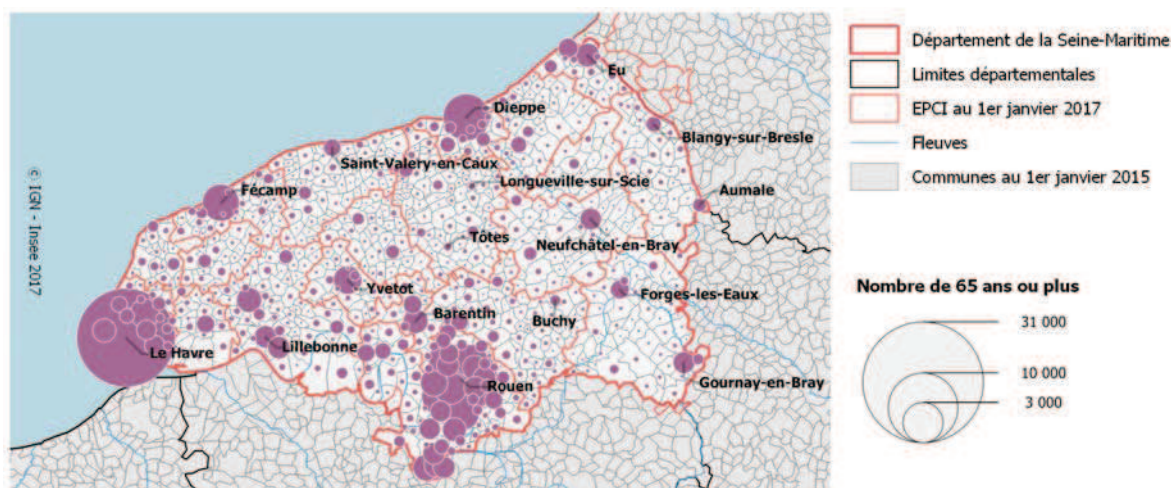 Eu
Dieppe
Blangy-sur-Bresle
Saint-Valery-en-Caux
Longueville-sur-Scie
Aumale
Fécamp
Tôtes
Neufchâtel-en-Bray
Yvetot
Forges-les-Eaux
Barentin
Buchy
Le Havre
Lillebonne
Rouen
Gournay-en-Bray
© IGN - Insee 2017
Département de la Seine-Maritime
Limites départementales
EPCI au 1er janvier 2017
Fleuves
Communes au 1er janvier 2015
Nombre de 65 ans ou plus
31 000
10 000
3 000